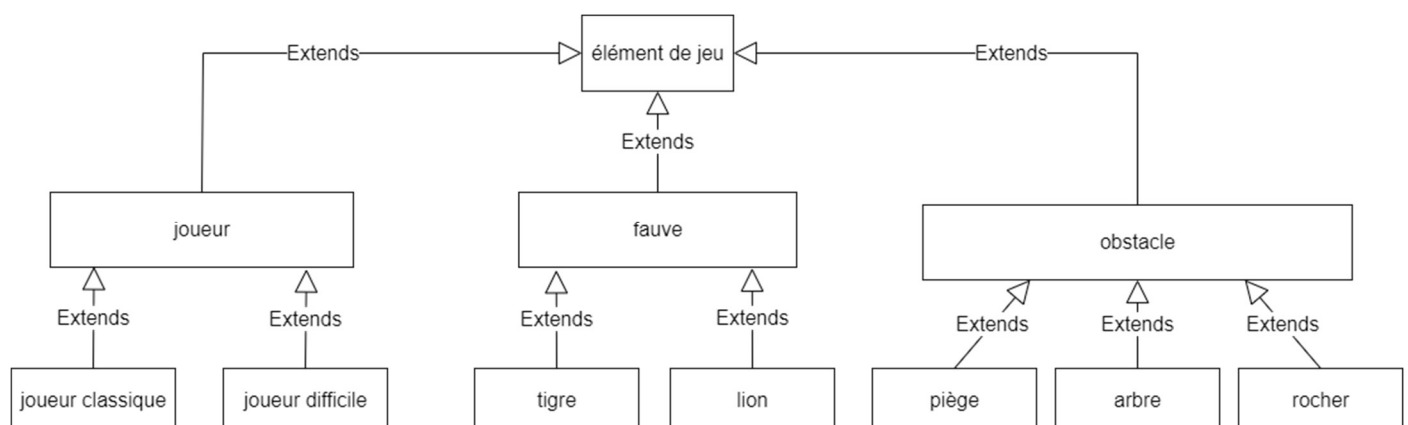 Extends
élément de jeu
Extends
Extends
joueur
fauve
obstacle
Extends
Extends
Extends
Extends
Extends
Extends
Extends
joueur classique
joueur difficile
tigre
lion
piège
arbre
rocher